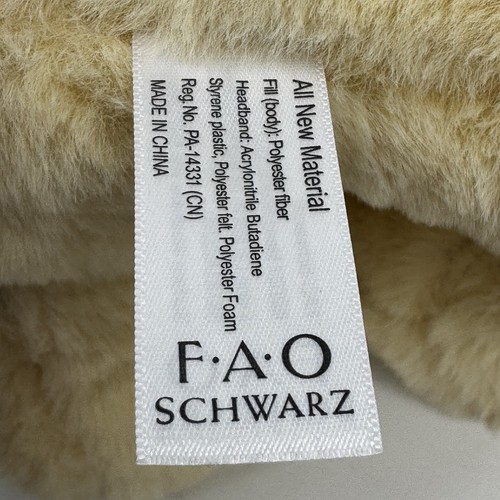 All New Material
Fill (body): Polyester fiber
Headband: Acrylonitrile Butadiene
Styrene plastic, Polyester felt. Polyester Foam
Reg.No. PA-14331 (CN)
MADE IN CHINA
F·A·O
SCHWARZ